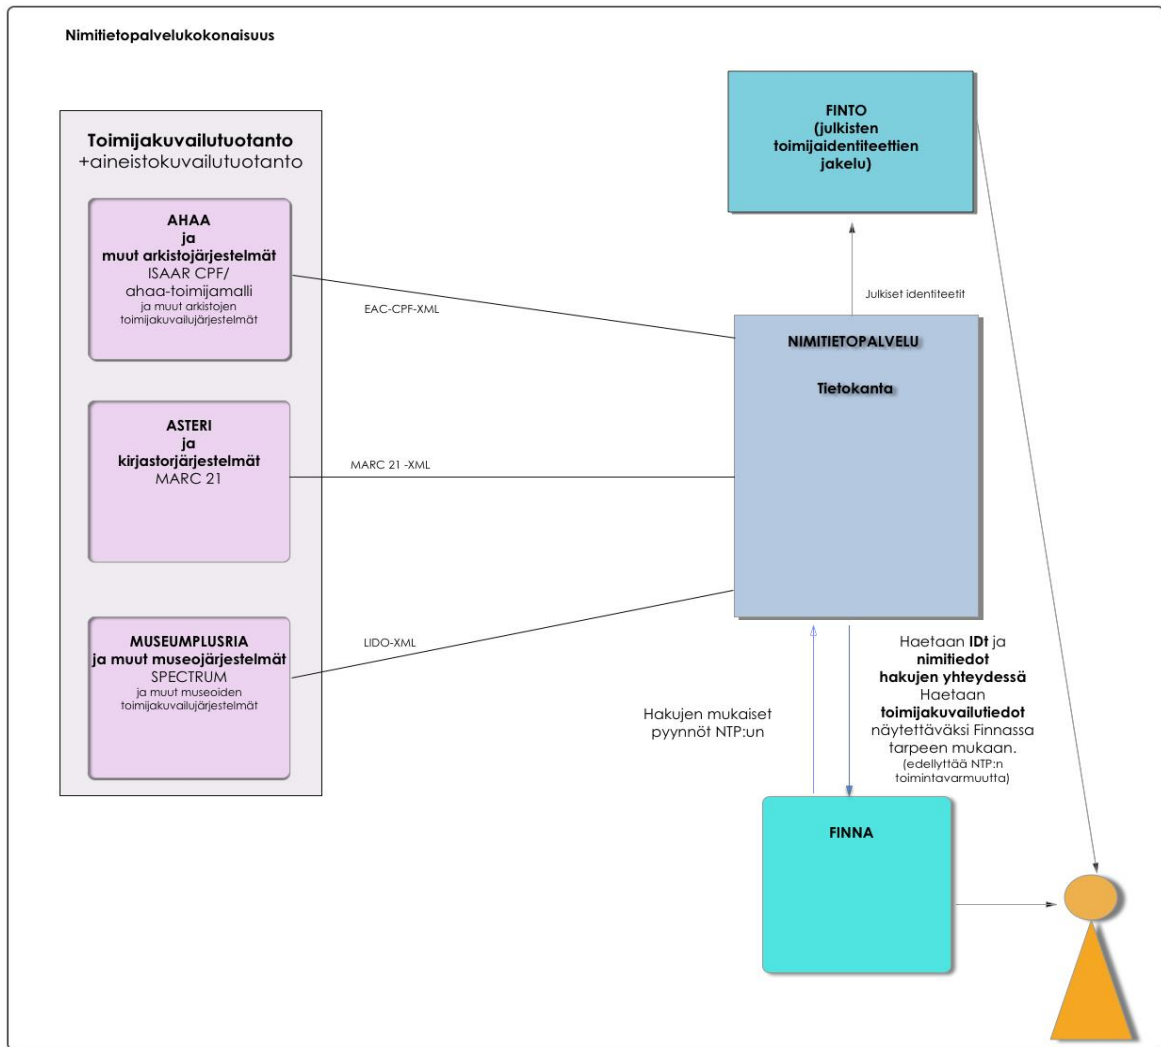 Nimitietopalvelukokonaisuus
Toimijakuvailutuotanto
+aineistokuvailutuotanto
AHAA
ja
muut arkistojärjestelmät
ISAAR CPF/
ahaa-toimijamalli
ja muut arkistojen
toimijakuvailujärjestelmät
ASTERI
ja
kirjastorjärjestelmät
MARC 21
MUSEUMPLUSRIA
ja muut museojärjestelmät
SPECTRUM
ja muut museoiden
toimijakuvailujärjestelmät
EAC-CPF-XML
MARC 21 -XML
LIDO-XML
FINTO
(julkisten
toimijaidentiteettien
jakelu)
Julkiset identiteetit
NIMITIETOPALVELU
Tietokanta
Hakujen mukaiset
pyynnöt NTP:un
Haetaan IDt ja
nimitiedot
hakujen yhteydessä
Haetaan
toimijakuvailutiedot
näytettäväksi Finnassa
tarpeen mukaan.
(edellyttää NTP:n
toimintavarmuutta)
FINNA